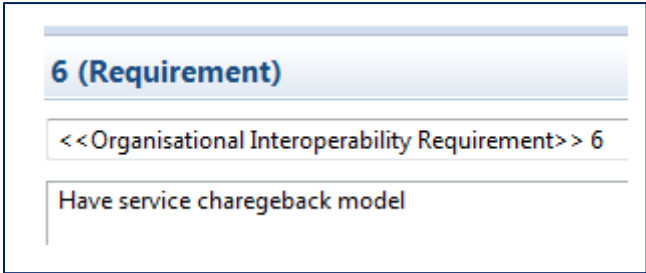 6 (Requirement)
<<Organisational Interoperability Requirement>> 6
Have service charegeback model